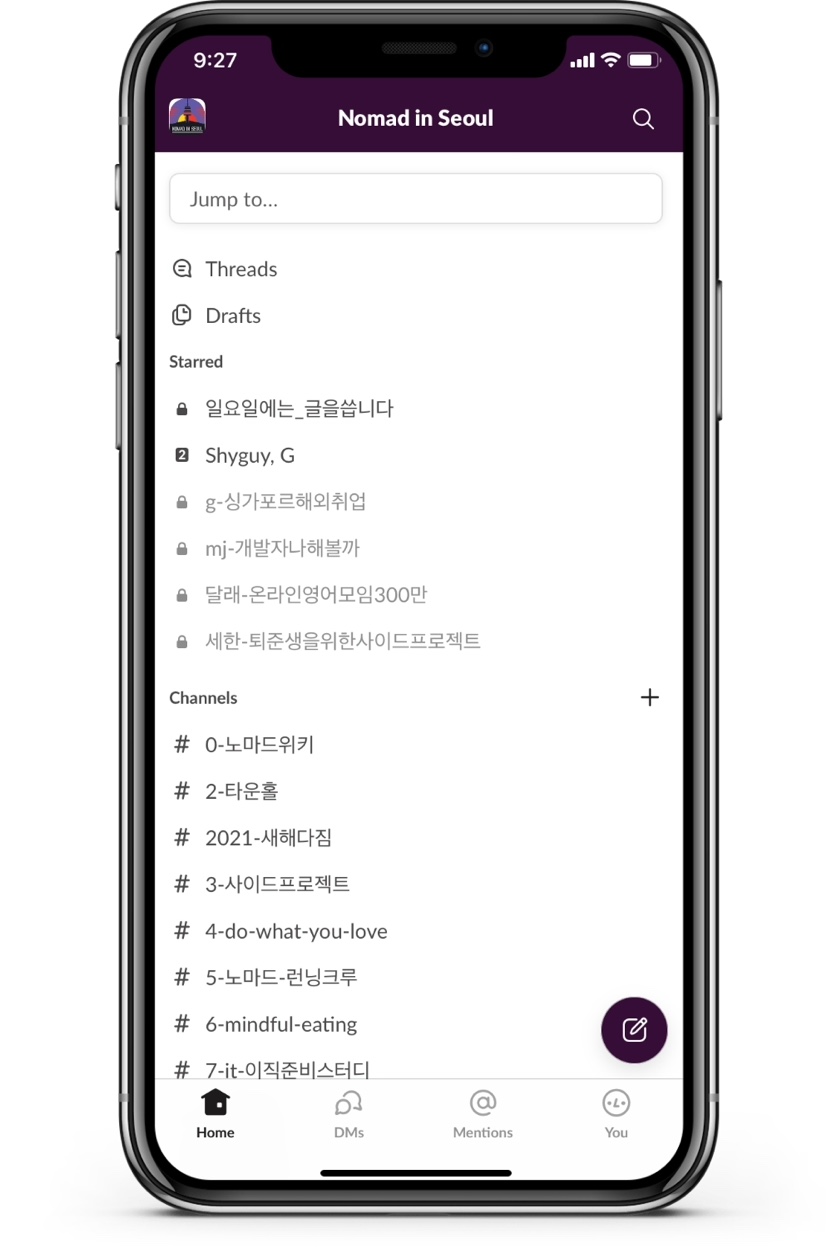 9:27
NOMAD IN SEOUL
Nomad in Seoul
Jump to...
Threads
Drafts
Starred
일요일에는_글을씁니다
2
Shyguy, G
g-싱가포르해외취업
mj-개발자나해볼까
달래-온라인영어모임300만
세한-퇴준생을위한사이드프로젝트
Channels
# 0-노마드위키
# 2-타운홀
# 2021-새해다짐
# 3-사이드프로젝트
# 4-do-what-you-love
# 5-노마드-런닝크루
# 6-mindful-eating
# 7-it-이직준비스터디
Home
DMs
Mentions
You